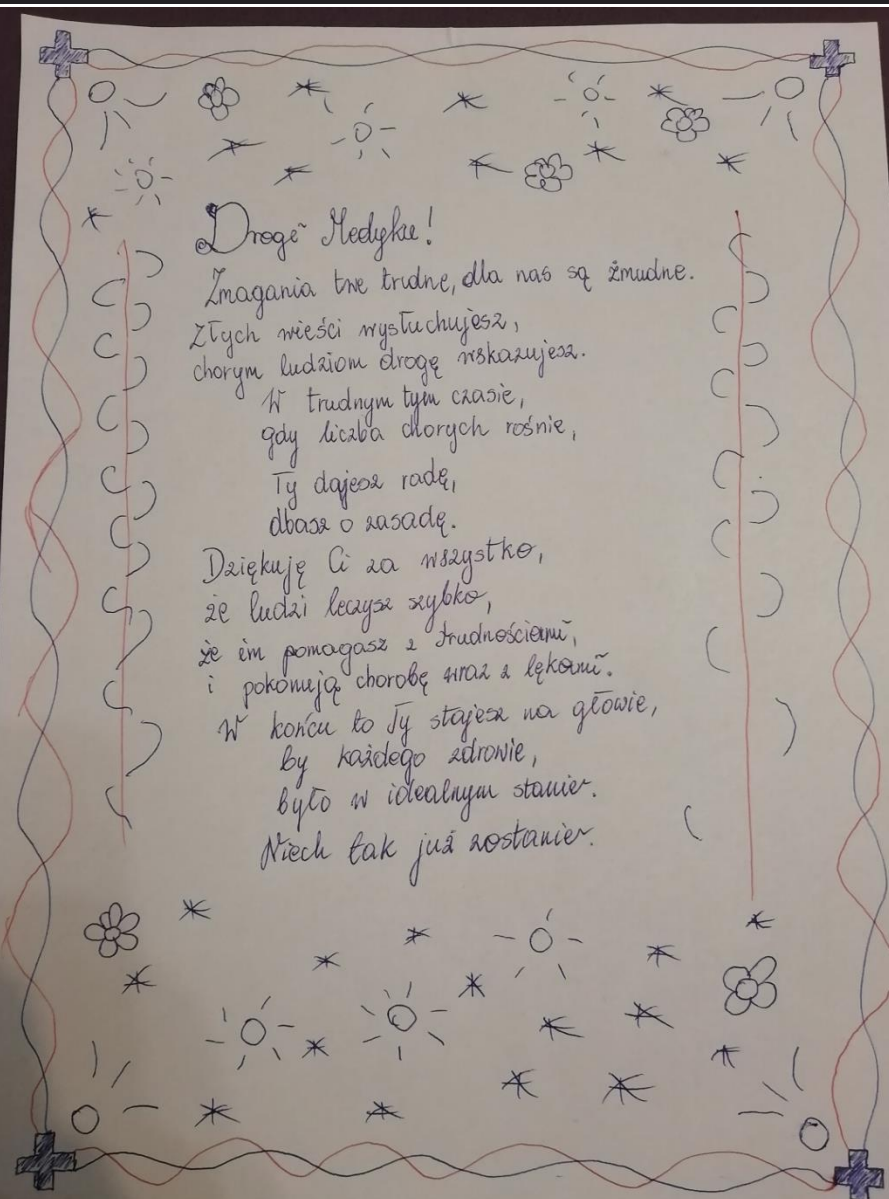 Drogi Medyku!
Zmagania twe trudne, dla nas są żmudne.
Złych wieści wysłuchujesz,
chorym ludziom drogę wskazujesz.
W trudnym tym czasie,
gdy liczba chorych rośnie,
Ty dajesz radę,
dbasz o zasadę.
Dziękuję Ci za wszystko,
że ludzi leczysz szybko,
że im pomagasz z trudnościami,
i pokonują chorobę wraz z lękami.
W końcu to Ty stajesz na głowie,
by każdego zdrowie,
było w idealnym stanie.
Niech tak już zostanie.